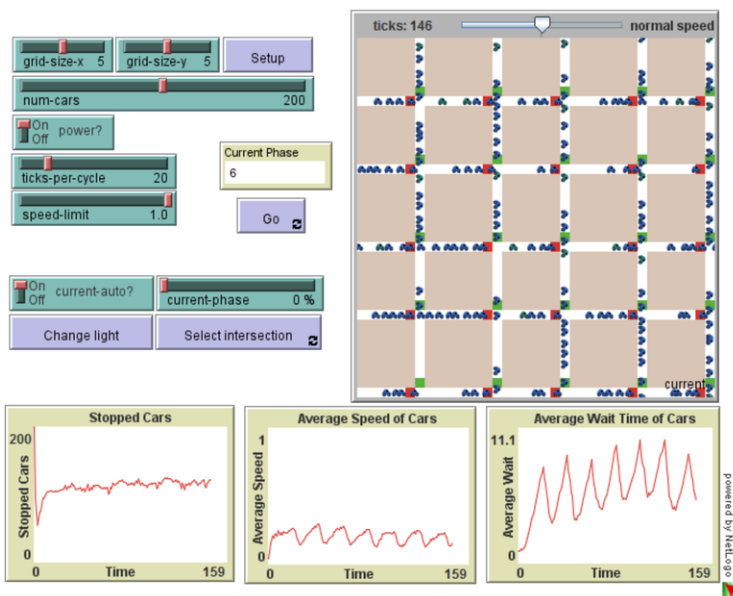 ticks: 146 normal speed
grid-size-x 5 grid-size-y 5 Setup
num-cars 200
On
Off power?
Current Phase
6
ticks-per-cycle 20
speed-limit 1.0
Go
On
Off current-auto? current-phase 0 %
Change light Select intersection
current
Stopped Cars
200
Stopped Cars
0
0 Time 159
Average Speed of Cars
1
Average Speed
0
0 Time 159
Average Wait Time of Cars
11.1
Average Wait
0
0 Time 159
powered by NetLogo